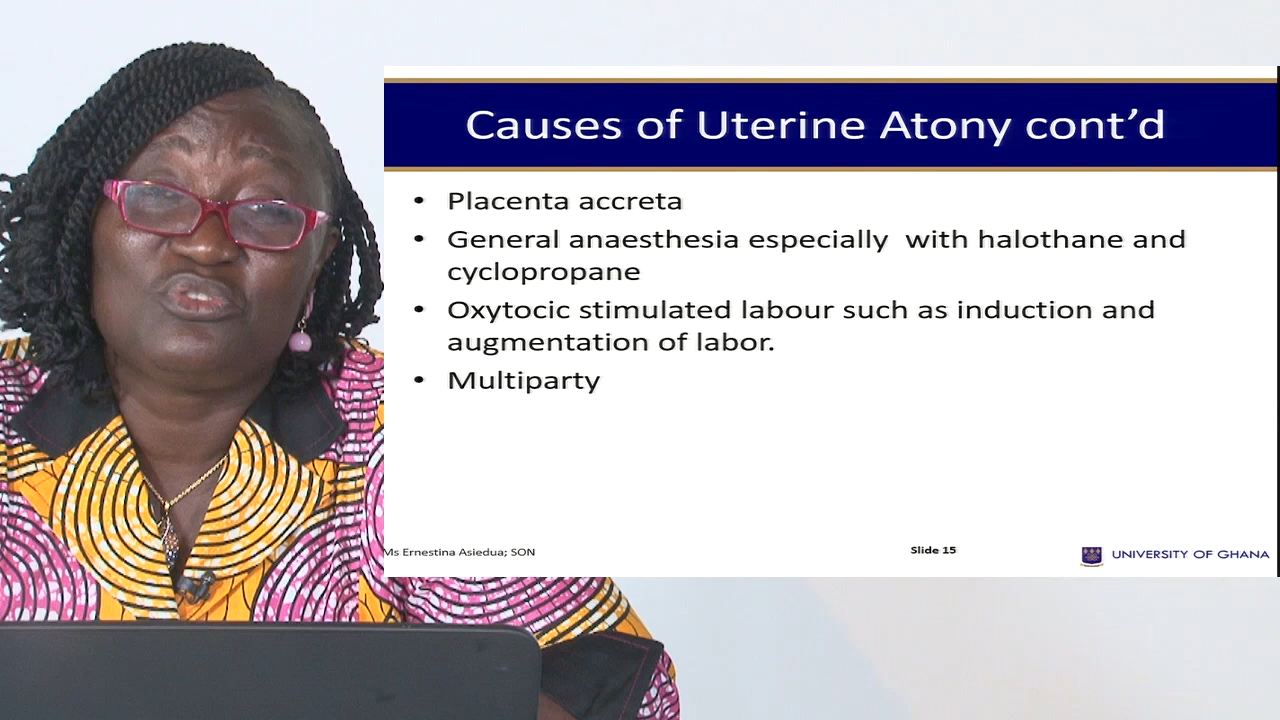 Causes of Uterine Atony cont’d
• Placenta accreta
• General anaesthesia especially  with halothane and
cyclopropane
• Oxytocic stimulated labour such as induction and
augmentation of labor.
• Multiparty
Ms Ernestina Asiedua; SON
Slide 15
UNIVERSITY OF GHANA